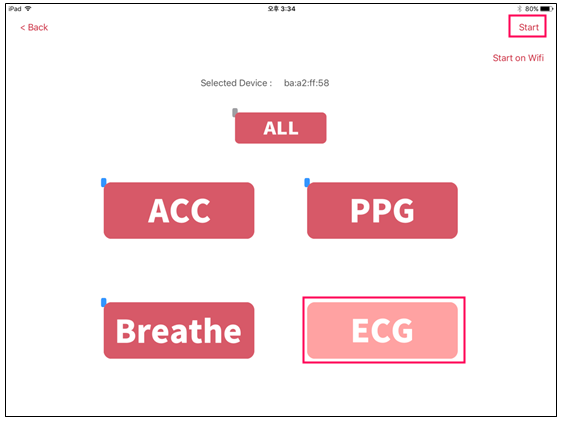 iPad 오후 3:34 80%
< Back Start
Start on Wifi
Selected Device : ba:a2:ff:58
ALL
ACC PPG
Breathe ECG